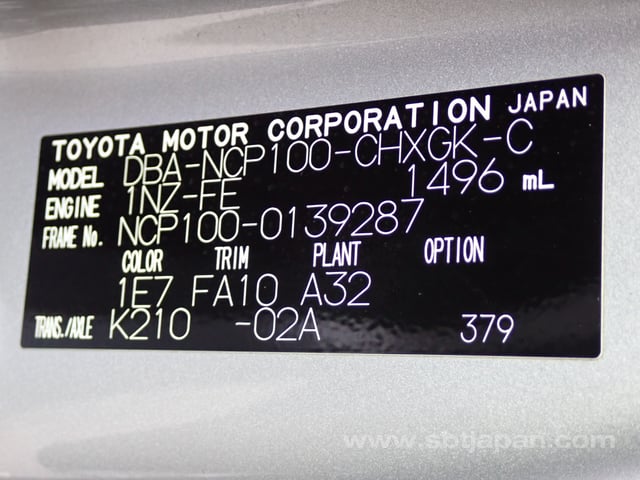 TOYOTA MOTOR CORPORATION JAPAN
MODEL DBA-NCP100-CHXGK-C
ENGINE 1NZ-FE 1496 mL
FRAME No. NCP100-0139287
COLOR TRIM PLANT OPTION
1E7 FA10 A32
TRANS./AXLE K210 -02A 379
www.sbtjapan.com